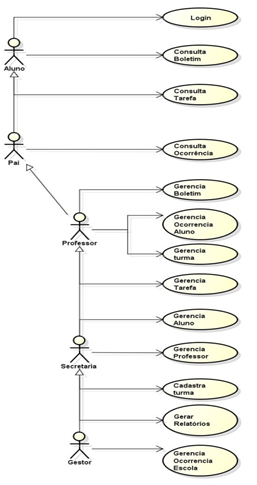 Login
Aluno
Consulta
Boletim
Consulta
Tarefa
Pai
Consulta
Ocorrência
Gerencia
Boletim
Professor
Gerencia
Ocorrencia
Aluno
Gerencia
turma
Gerencia
Tarefa
Gerencia
Aluno
Secretaria
Gerencia
Professor
Cadastra
turma
Gerar
Relatórios
Gestor
Gerencia
Ocorrencia
Escola